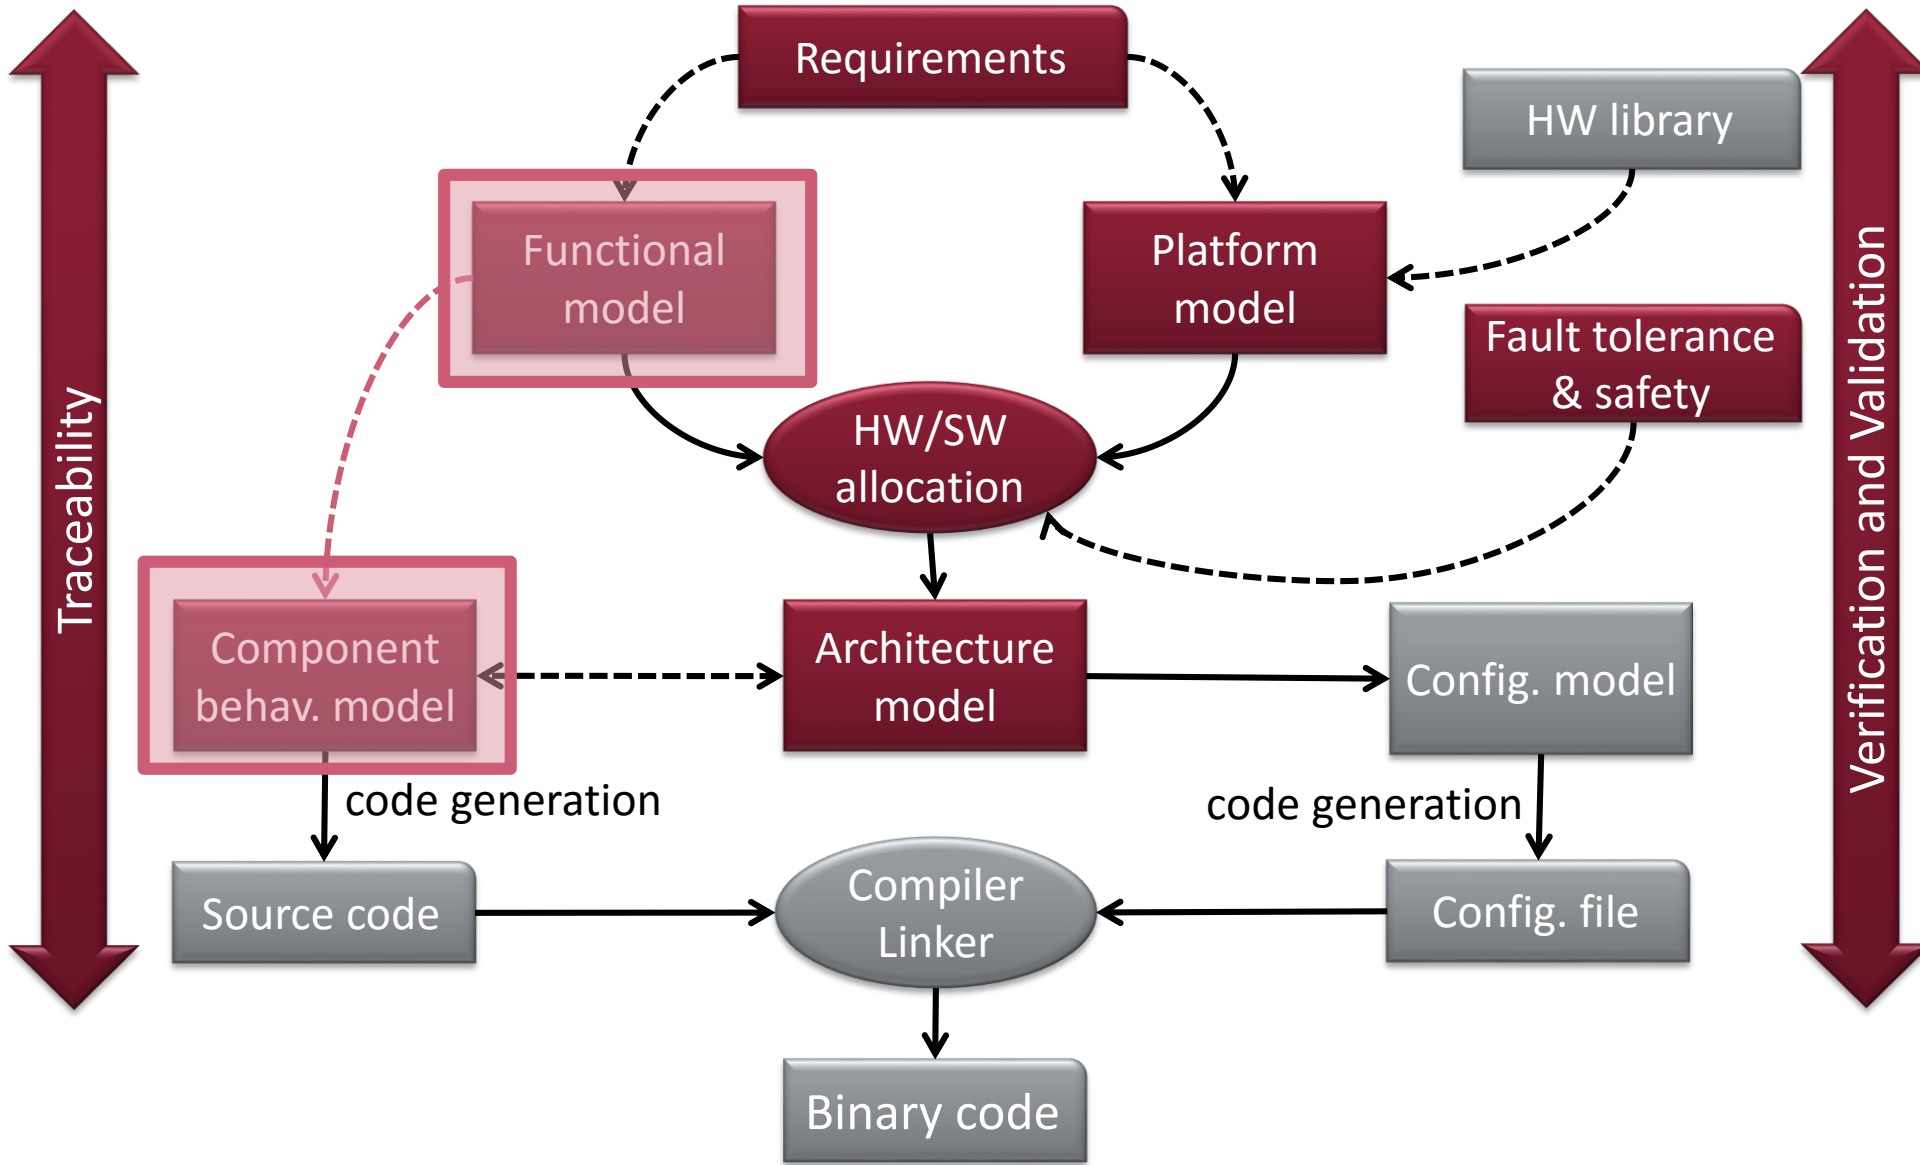 Requirements
HW library
Functional
model
Platform
model
Fault tolerance
& safety
HW/SW
allocation
Traceability
Verification and Validation
Component
behav. model
Architecture
model
Config. model
code generation
code generation
Source code
Compiler
Linker
Config. file
Binary code